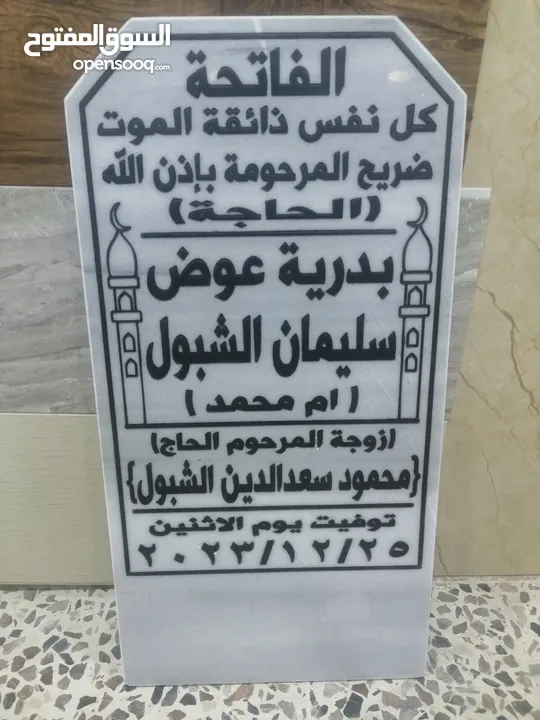 السوق المفتوح
opensooq.com
الفاتحة
كل نفس ذائقة الموت
ضريح المرحومة بإذن الله
(الحاجة)
بدرية عوض
سليمان الشبول
(ام محمد)
(زوجة المرحوم الحاج)
{محمود سعدالدين الشبول}
توفيت يوم الاثنين
٢٠٢٣/١٢/٢٥